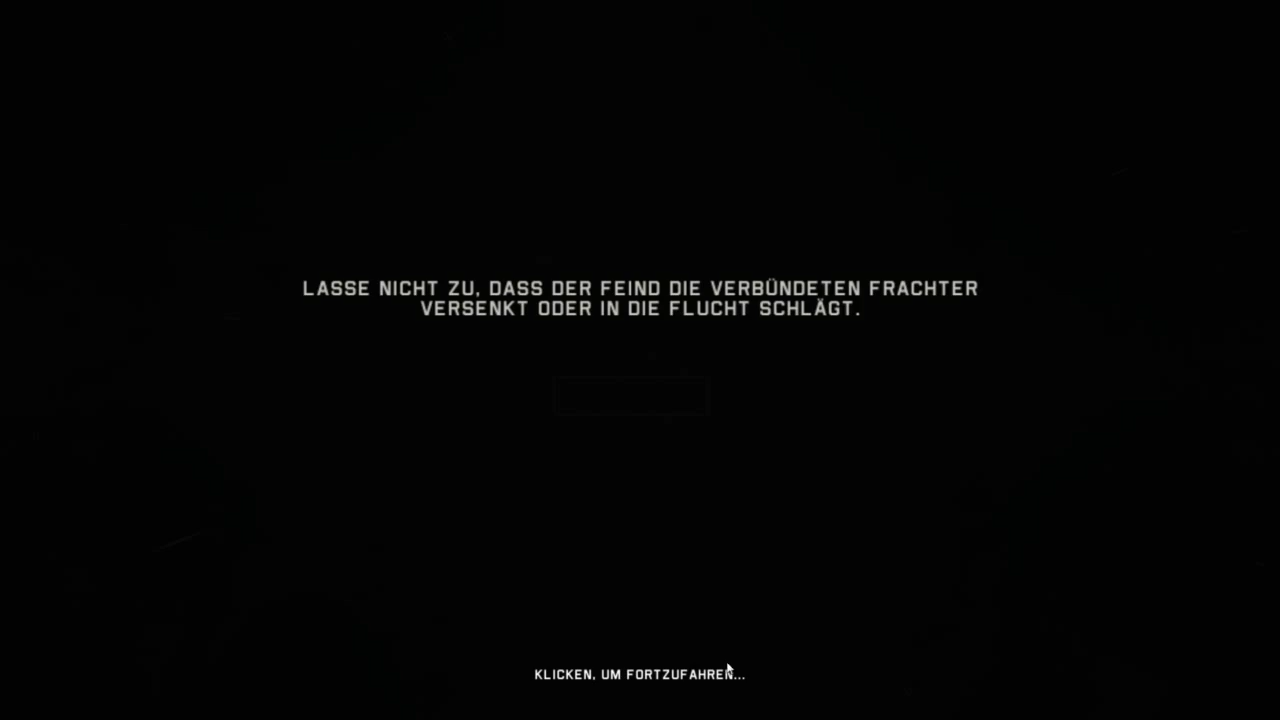 LASSE NICHT ZU, DASS DER FEIND DIE VERBÜNDETEN FRACHTER
VERSENKT ODER IN DIE FLUCHT SCHLÄGT.
KLICKEN, UM FORTZUFAHREN...